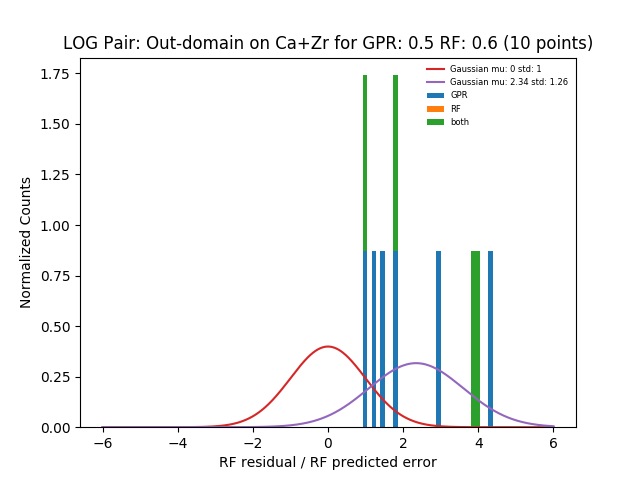 LOG Pair: Out-domain on Ca+Zr for GPR: 0.5 RF: 0.6 (10 points)
Gaussian mu: 0 std: 1
Gaussian mu: 2.34 std: 1.26
GPR
RF
both
Normalized Counts
1.75
1.50
1.25
1.00
0.75
0.50
0.25
0.00
−6
−4
−2
0
2
4
6
RF residual / RF predicted error